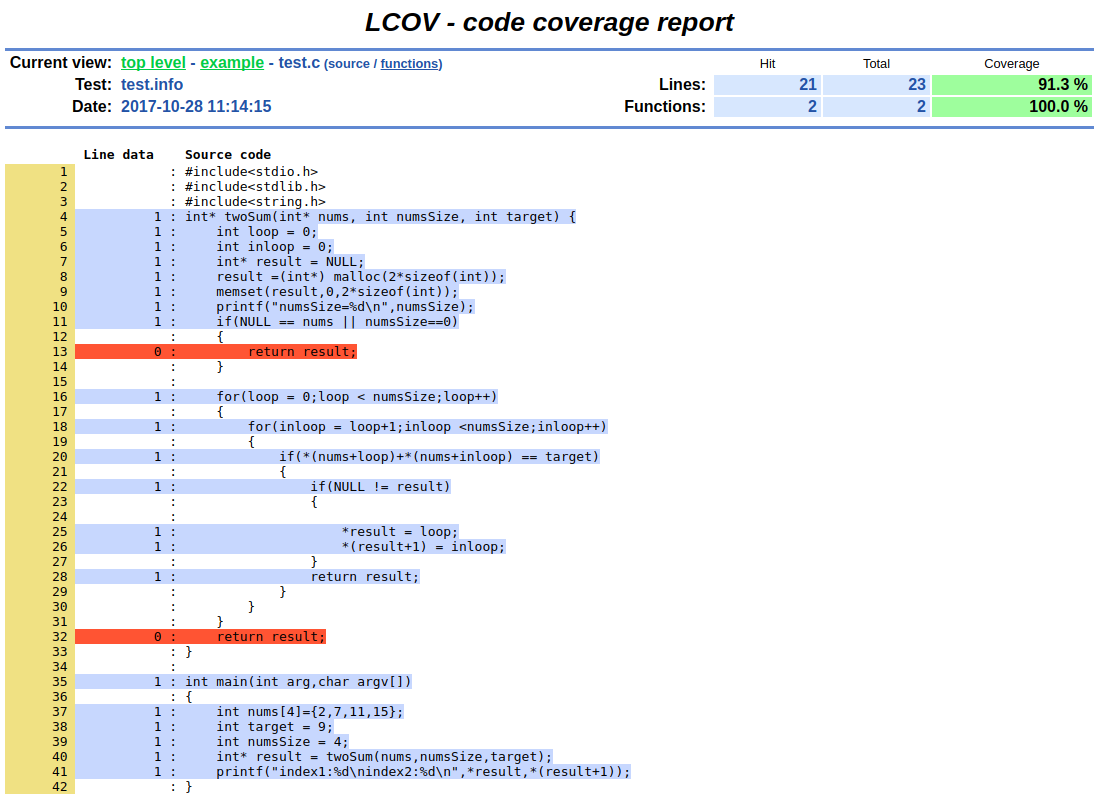 LCOV - code coverage report
Current view: top level - example - test.c (source / functions) Hit Total Coverage
Test: test.info Lines: 21 23 91.3 %
Date: 2017-10-28 11:14:15 Functions: 2 2 100.0 %
Line data Source code
1 : #include<stdio.h>
2 : #include<stdlib.h>
3 : #include<string.h>
4 1 : int* twoSum(int* nums, int numsSize, int target) {
5 1 : int loop = 0;
6 1 : int inloop = 0;
7 1 : int* result = NULL;
8 1 : result =(int*) malloc(2*sizeof(int));
9 1 : memset(result,0,2*sizeof(int));
10 1 : printf("numsSize=%d\n",numsSize);
11 1 : if(NULL == nums || numsSize==0)
12 : {
13 0 : return result;
14 : }
15 :
16 1 : for(loop = 0;loop < numsSize;loop++)
17 : {
18 1 : for(inloop = loop+1;inloop <numsSize;inloop++)
19 : {
20 1 : if(*(nums+loop)+*(nums+inloop) == target)
21 : {
22 1 : if(NULL != result)
23 : {
24 :
25 1 : *result = loop;
26 1 : *(result+1) = inloop;
27 : }
28 1 : return result;
29 : }
30 : }
31 : }
32 0 : return result;
33 : }
34 :
35 1 : int main(int arg,char argv[])
36 : {
37 1 : int nums[4]={2,7,11,15};
38 1 : int target = 9;
39 1 : int numsSize = 4;
40 1 : int* result = twoSum(nums,numsSize,target);
41 1 : printf("index1:%d\nindex2:%d\n",*result,*(result+1));
42 : }